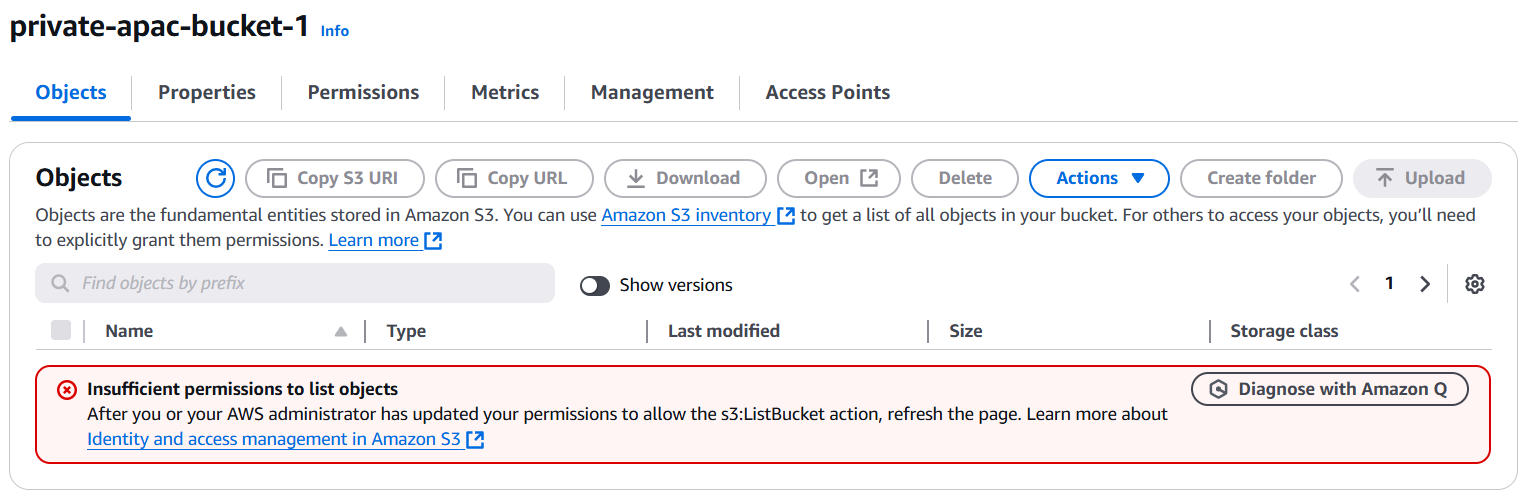 private-apac-bucket-1 Info
Objects Properties Permissions Metrics Management Access Points
Objects Copy S3 URI Copy URL Download Open Delete Actions Create folder Upload
Objects are the fundamental entities stored in Amazon S3. You can use Amazon S3 inventory to get a list of all objects in your bucket. For others to access your objects, you’ll need
to explicitly grant them permissions. Learn more
Find objects by prefix Show versions 1
Name Type Last modified Size Storage class
Insufficient permissions to list objects Diagnose with Amazon Q
After you or your AWS administrator has updated your permissions to allow the s3:ListBucket action, refresh the page. Learn more about
Identity and access management in Amazon S3